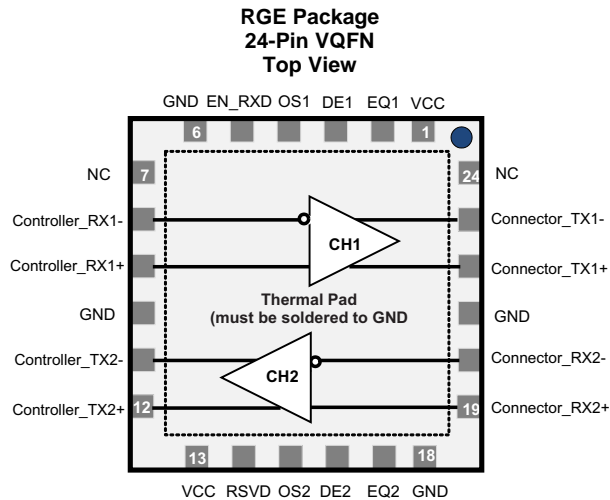 RGE Package
24-Pin VQFN
Top View
GND EN_RXD OS1 DE1 EQ1 VCC
6 1
NC 7 24 NC
Controller_RX1- Connector_TX1-
CH1
Controller_RX1+ Connector_TX1+
Thermal Pad
(must be soldered to GND
GND GND
Controller_TX2- Connector_RX2-
CH2
Controller_TX2+ 12 19 Connector_RX2+
13 18
VCC RSVD OS2 DE2 EQ2 GND